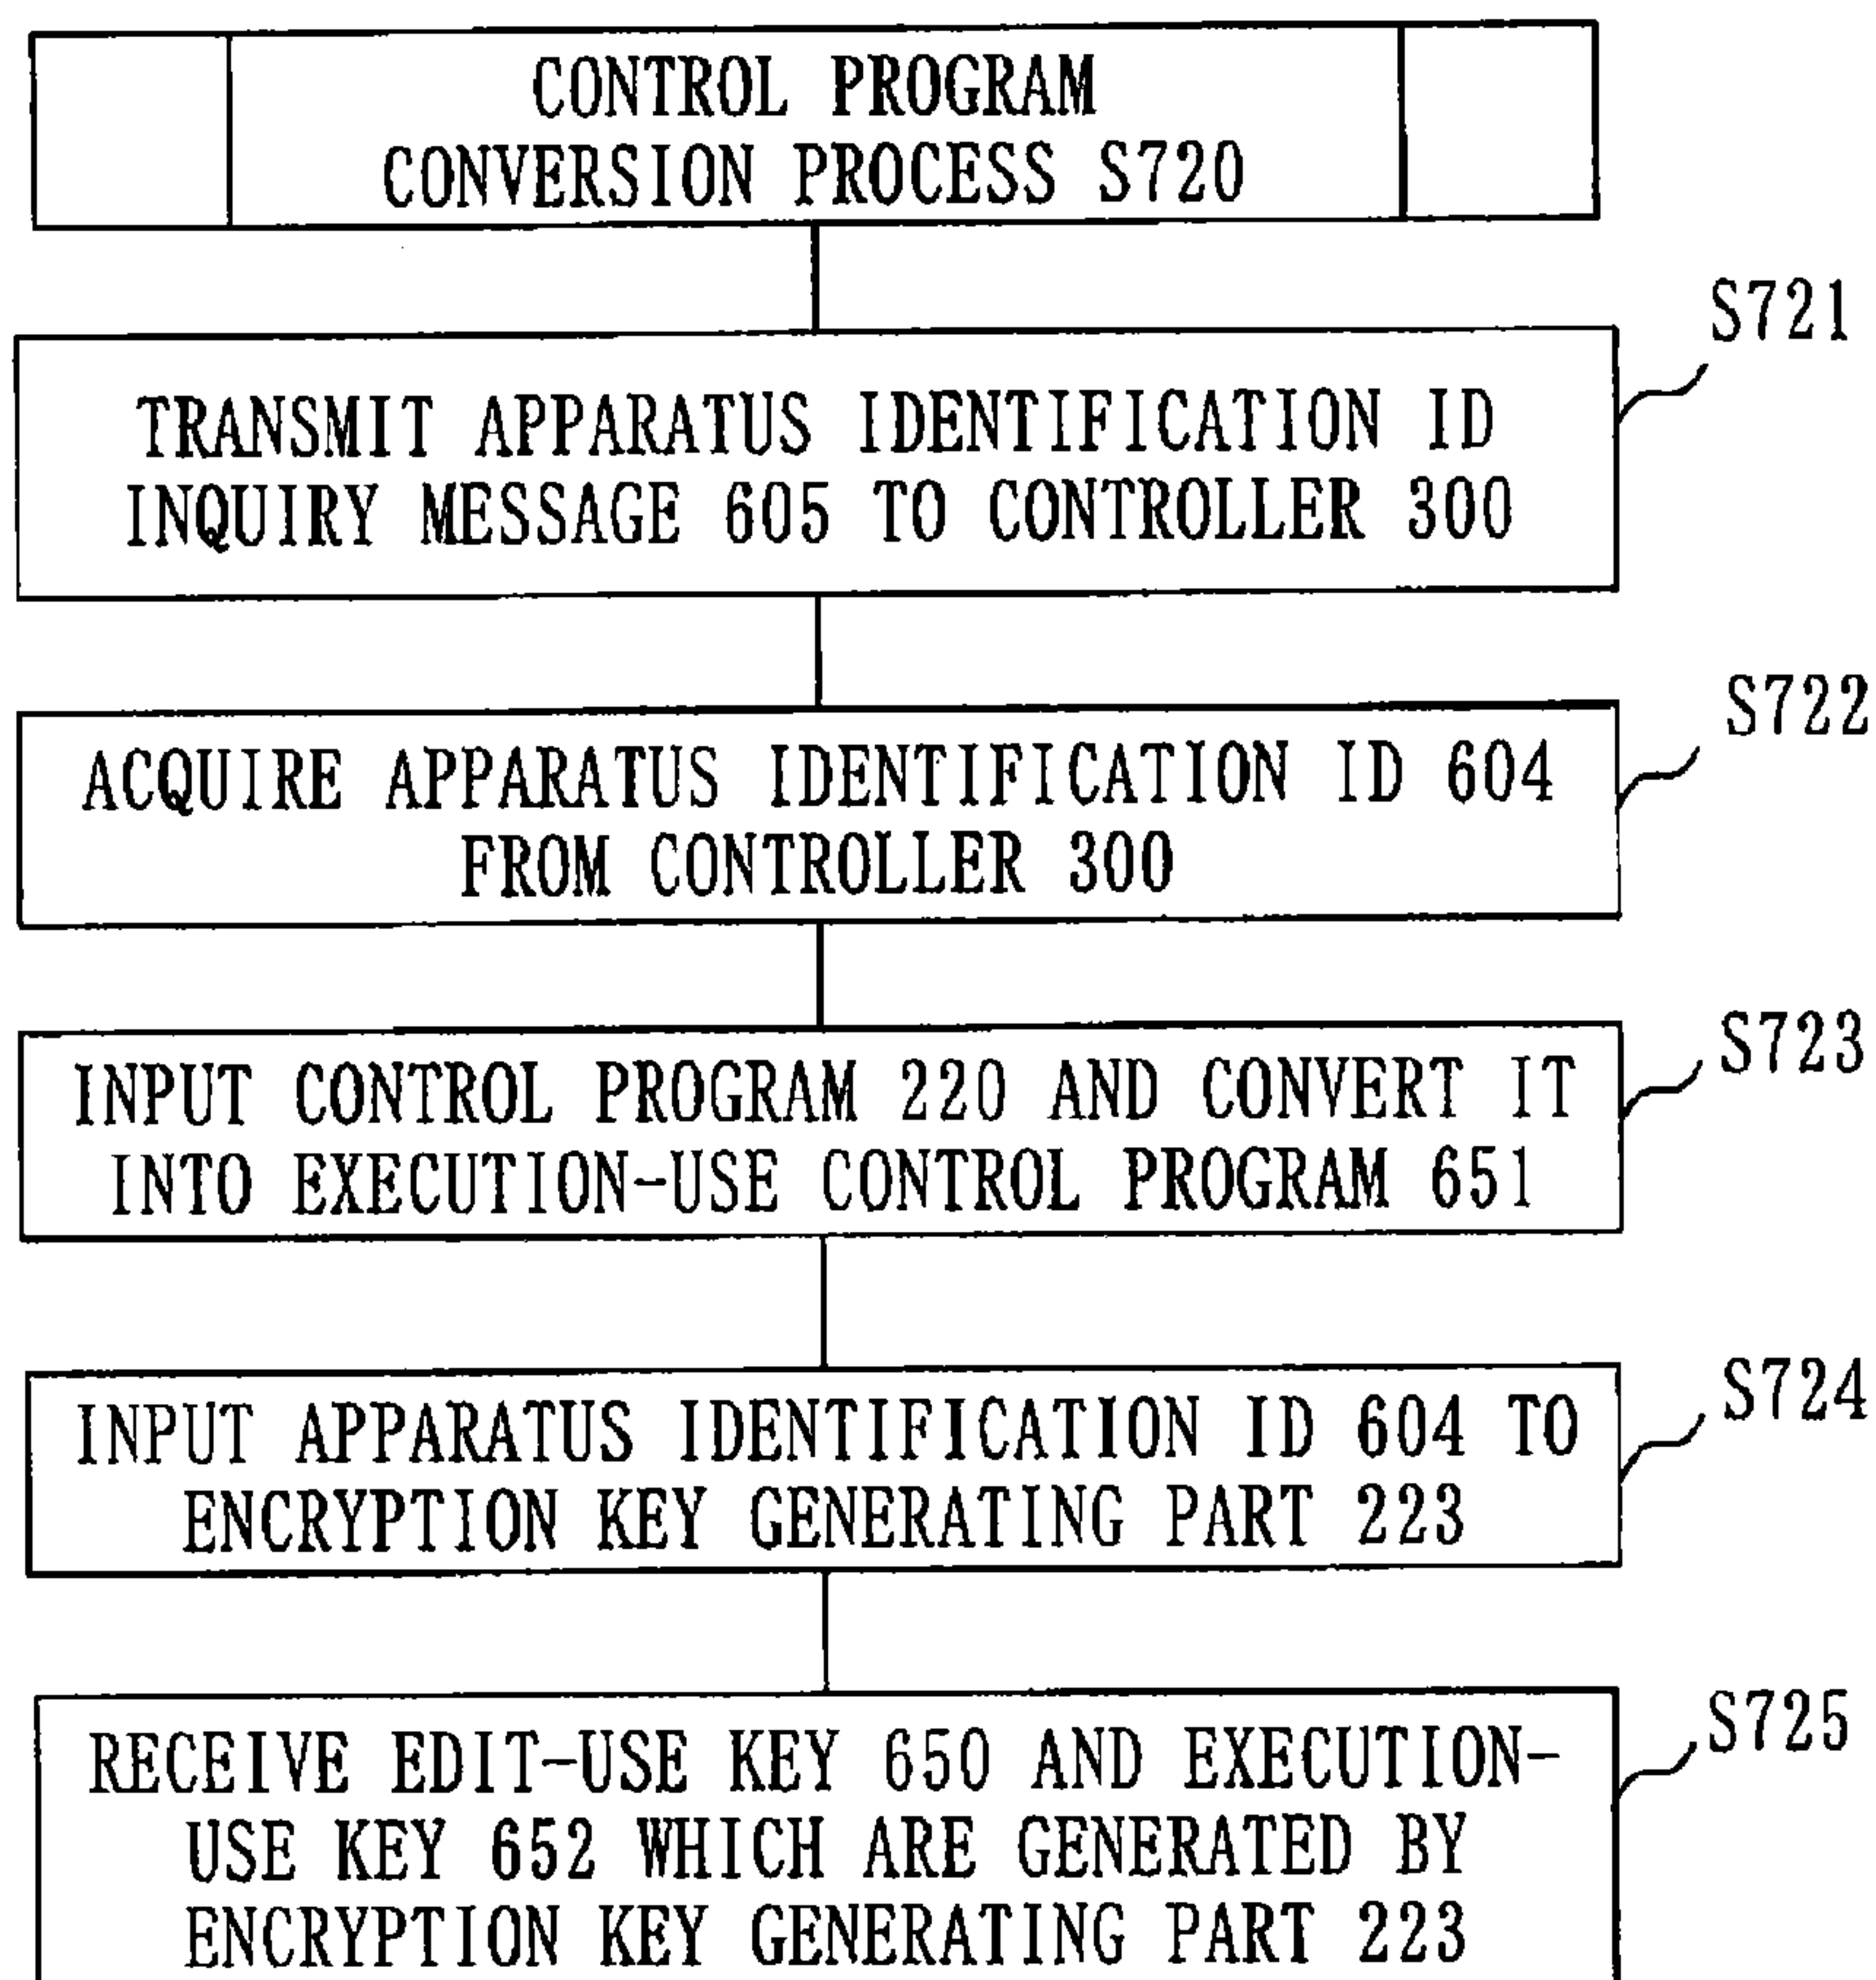 CONTROL PROGRAM
CONVERSION PROCESS S720
S721
TRANSMIT APPARATUS IDENTIFICATION ID
INQUIRY MESSAGE 605 TO CONTROLLER 300
S722
ACQUIRE APPARATUS IDENTIFICATION ID 604
FROM CONTROLLER 300
S723
INPUT CONTROL PROGRAM 220 AND CONVERT IT
INTO EXECUTION-USE CONTROL PROGRAM 651
S724
INPUT APPARATUS IDENTIFICATION ID 604 TO
ENCRYPTION KEY GENERATING PART 223
S725
RECEIVE EDIT-USE KEY 650 AND EXECUTION-
USE KEY 652 WHICH ARE GENERATED BY
ENCRYPTION KEY GENERATING PART 223